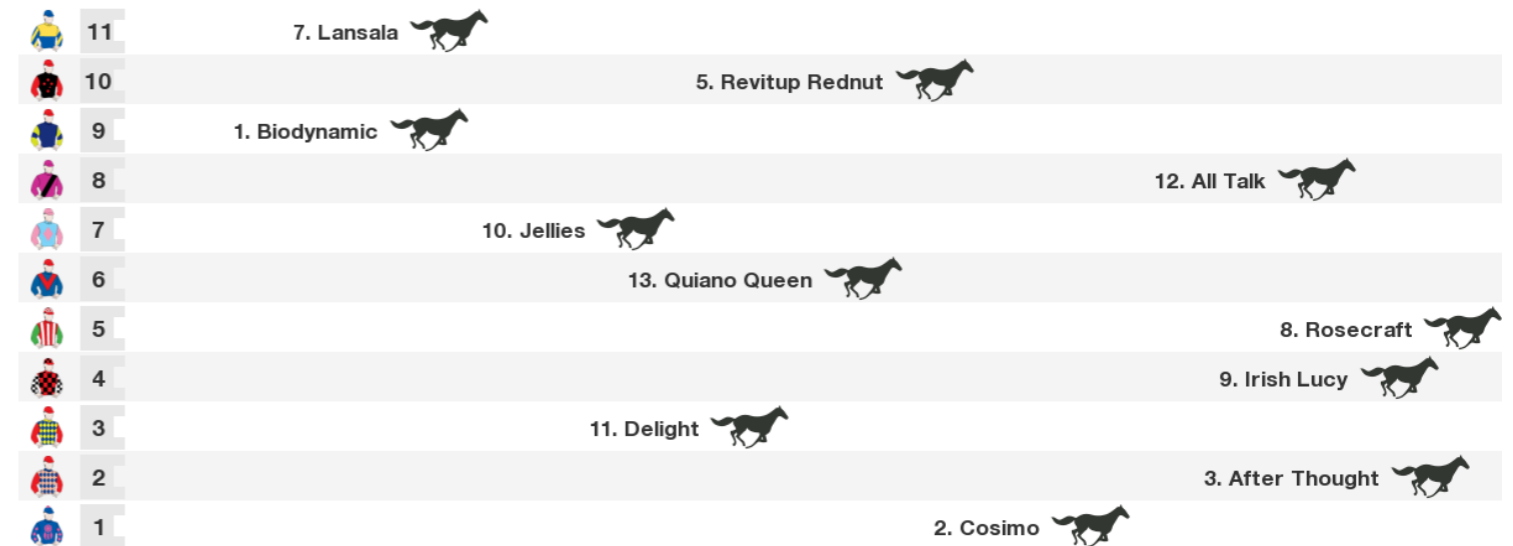 11 7. Lansala
10 5. Revitup Rednut
9 1. Biodynamic
8 12. All Talk
7 10. Jellies
6 13. Quiano Queen
5 8. Rosecraft
4 9. Irish Lucy
3 11. Delight
2 3. After Thought
1 2. Cosimo